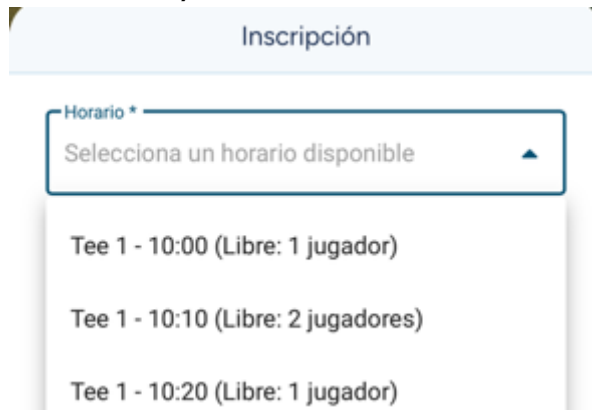 Inscripción
Horario *
Selecciona un horario disponible
Tee 1 - 10:00 (Libre: 1 jugador)
Tee 1 - 10:10 (Libre: 2 jugadores)
Tee 1 - 10:20 (Libre: 1 jugador)